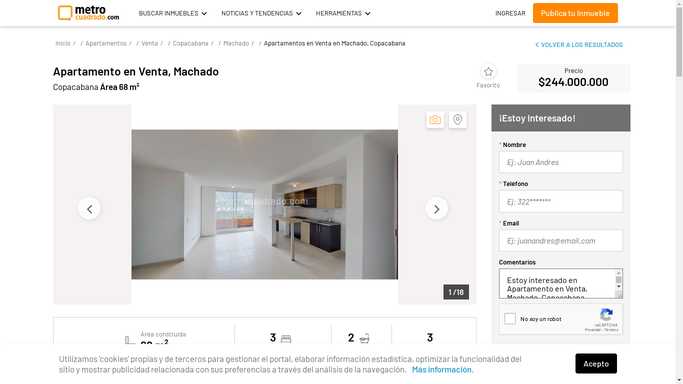 metro
cuadrado.com
BUSCAR INMUEBLES
NOTICIAS Y TENDENCIAS
HERRAMIENTAS
INGRESAR
Publica tu Inmueble
Inicio / / Apartamentos / / Venta / / Copacabana / / Machado / / Apartamentos en Venta en Machado, Copacabana
VOLVER A LOS RESULTADOS
Apartamento en Venta, Machado
Copacabana Área 68 m²
Favorito
Precio
$244.000.000
1 /16
¡Estoy Interesado!
* Nombre
Ej: Juan Andres
* Telefono
Ej: 322*******
* Email
Ej: juanandres@email.com
Comentarios
Estoy interesado en
Apartamento en Venta,
Machado, Copacabana
No soy un robot
reCAPTCHA
Privacidad - Términos
Área construida
3
2
3
Utilizamos 'cookies' propias y de terceros para gestionar el portal, elaborar información estadística, optimizar la funcionalidad del
sitio y mostrar publicidad relacionada con sus preferencias a través del análisis de la navegación. Más información.
Acepto